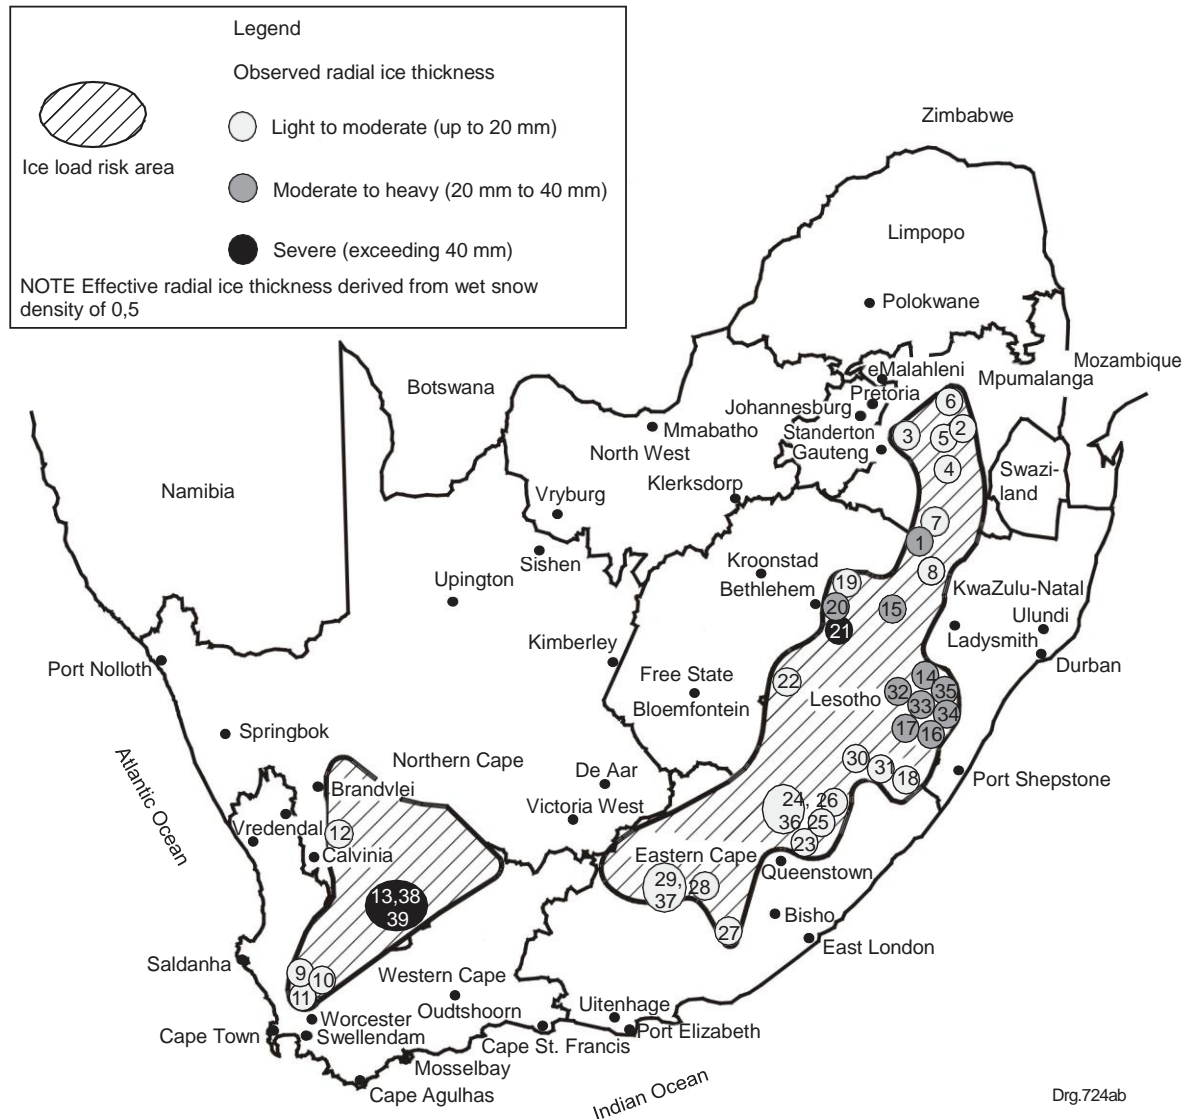 Legend
Observed radial ice thickness
Light to moderate (up to 20 mm)
Ice load risk area
Moderate to heavy (20 mm to 40 mm)
Severe (exceeding 40 mm)
NOTE Effective radial ice thickness derived from wet snow
density of 0,5
Zimbabwe
Limpopo
Polokwane
Mozambique
eMalahleni
Mpumalanga
Pretoria
Botswana
Johannesburg
6
Mmabatho
Standerton
3
5
2
North West
Gauteng
4
Swazi-
land
Namibia
Klerksdorp
Vryburg
7
1
Sishen
Kroonstad
8
Upington
19
Bethlehem
KwaZulu-Natal
20
15
Ulundi
21
Ladysmith
Kimberley
Durban
Port Nolloth
Free State
22
14
Lesotho
32
35
Bloemfontein
33
34
17
16
Springbok
Northern Cape
30
31
18
De Aar
Port Shepstone
Atlantic Ocean
Brandvlei
Victoria West
24, 26
36
25
Vredendal
12
23
Calvinia
Eastern Cape
Queenstown
29,
28
37
13,38
39
Bisho
27
East London
Saldanha
9
10
11
Western Cape
Oudtshoorn
Uitenhage
Worcester
Cape Town
Swellendam
Port Elizabeth
Cape St. Francis
Mosselbay
Cape Agulhas
Indian Ocean
Drg.724ab